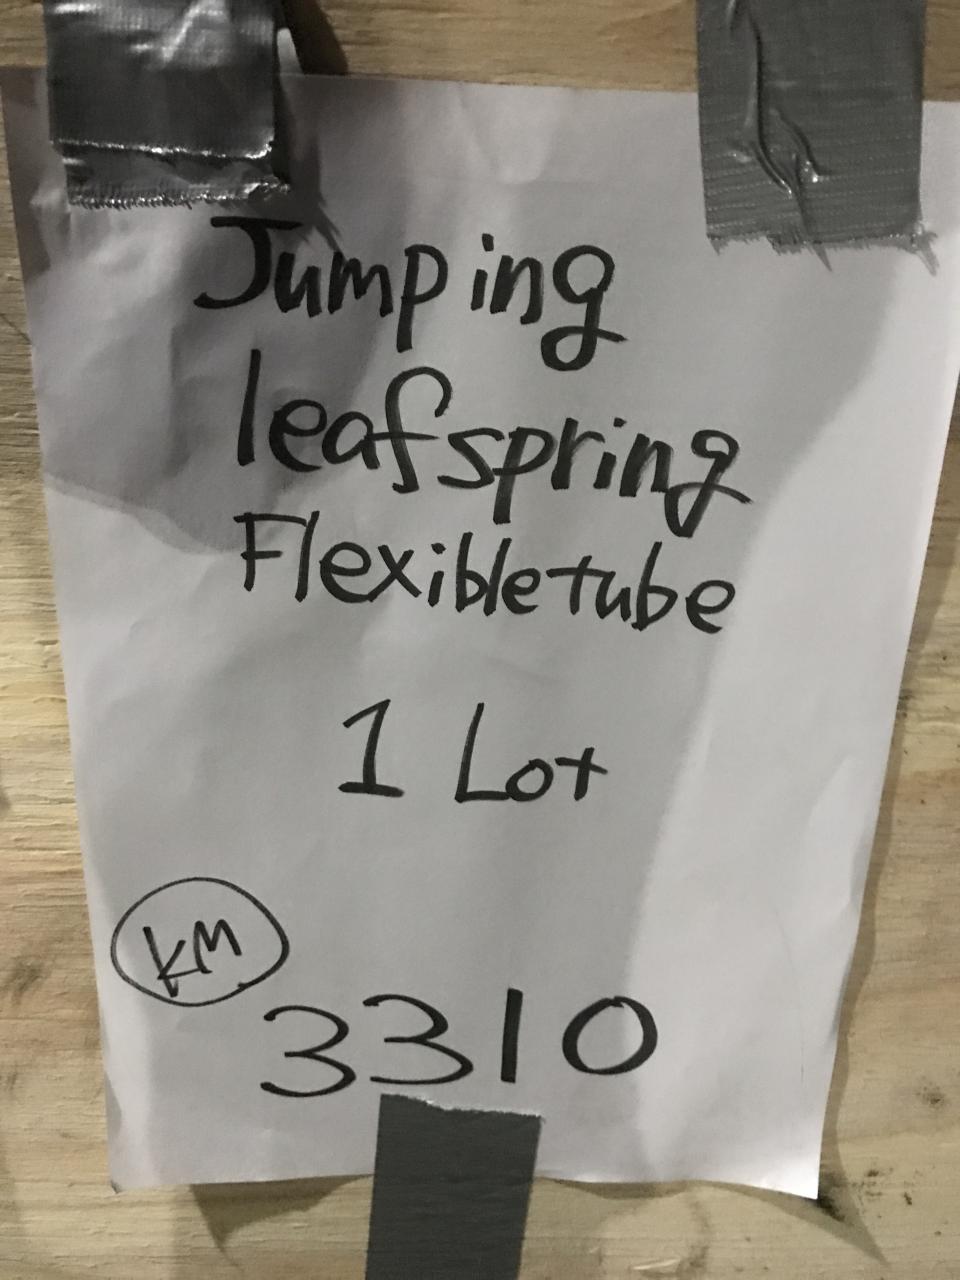 Jumping
leafspring
Flexibletube
1 Lot
KM
3310